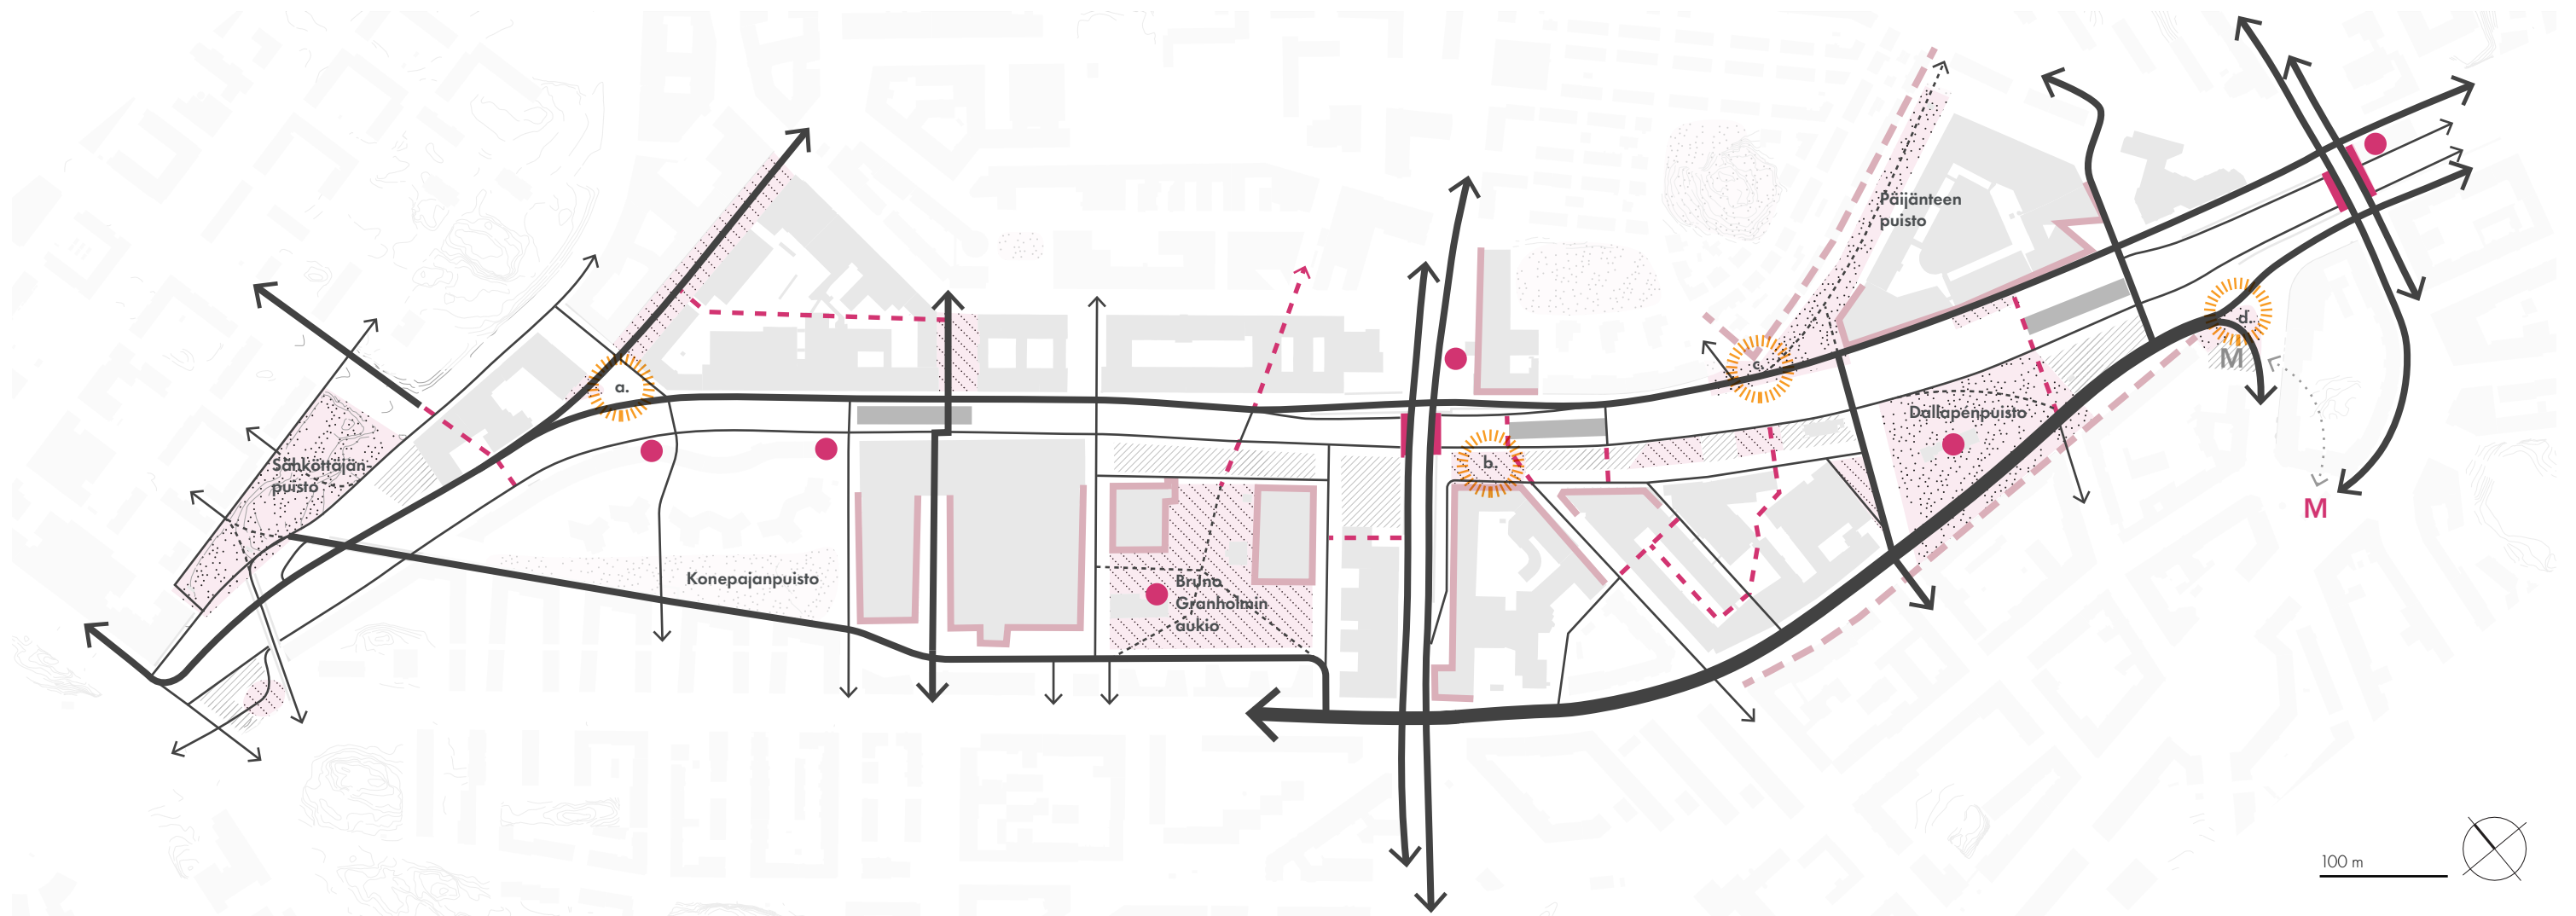 Päijänteen
puisto
a.
c.
d.
M
Dallapénpuisto
Sähköttäjän-
puisto
b.
M
Konepajanpuisto
Bruno
Granholmin
aukio
100 m